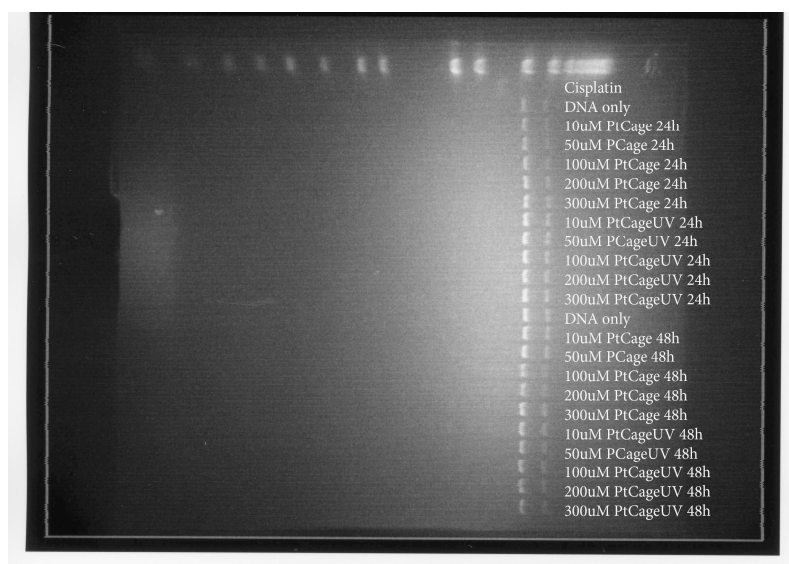 Cisplatin
DNA only
10uM PtCage 24h
50uM PCage 24h
100uM PtCage 24h
200uM PtCage 24h
300uM PtCage 24h
10uM PtCageUV 24h
50uM PCageUV 24h
100uM PtCageUV 24h
200uM PtCageUV 24h
300uM PtCageUV 24h
DNA only
10uM PtCage 48h
50uM PCage 48h
100uM PtCage 48h
200uM PtCage 48h
300uM PtCage 48h
10uM PtCageUV 48h
50uM PCageUV 48h
100uM PtCageUV 48h
200uM PtCageUV 48h
300uM PtCageUV 48h